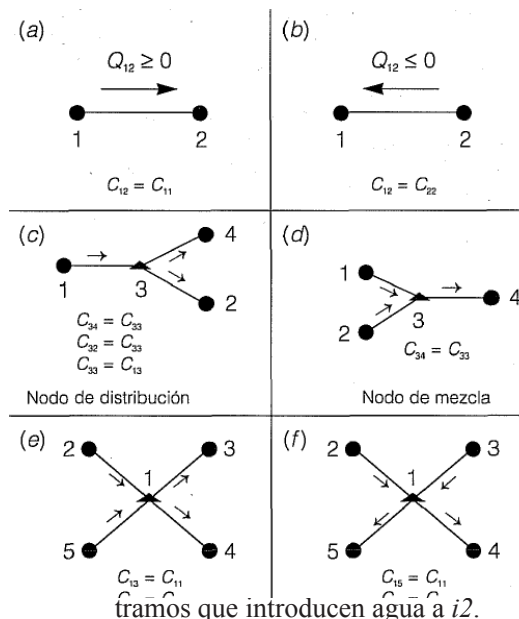 (a)
Q₁₂ ≥ 0
1 2
C₁₂ = C₁₁
(b)
Q₁₂ ≤ 0
1 2
C₁₂ = C₂₂
(c)
4
1 3
2
C₃₄ = C₃₃
C₃₂ = C₃₃
C₃₃ = C₁₃
Nodo de distribución
(d)
1
4
3
2
C₃₄ = C₃₃
Nodo de mezcla
(e)
2 3
1
5 4
C₁₃ = C₁₁
(f)
2 3
1
5 4
C₁₅ = C₁₁
tramos que introducen agua a i2.